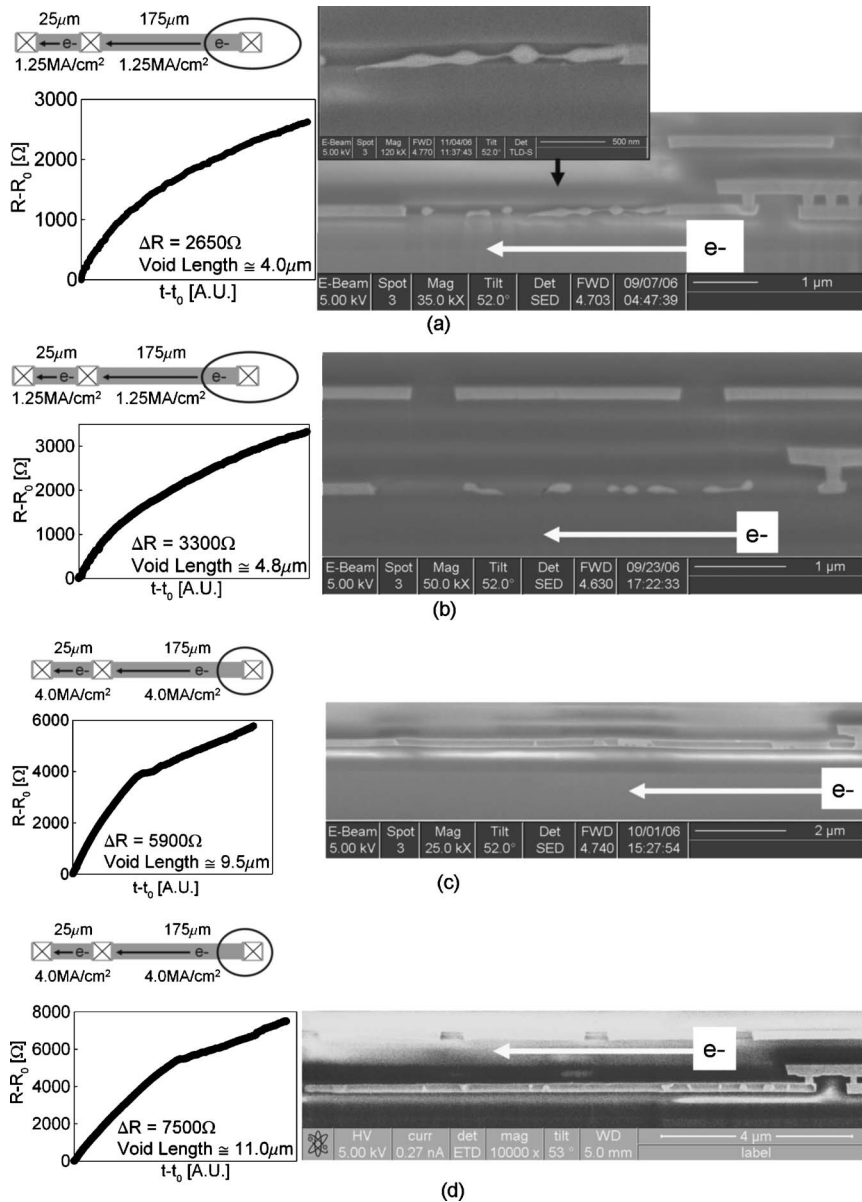 25μm 175μm
e- e-
1.25MA/cm² 1.25MA/cm²
3000
2000
1000
0
R-R₀ [Ω]
ΔR = 2650Ω
Void Length ≅ 4.0μm
t-t₀ [A.U.]
E-Beam Spot Mag FWD 11/04/06 Tilt Det
5.00 kV 3 120 kX 4.770 11:37:43 52.0° TLD-S 500 nm
e-
E-Beam Spot Mag Tilt Det FWD 09/07/06
5.00 kV 3 35.0 kX 52.0° SED 4.703 04:47:39 1 μm
(a)
25μm 175μm
e- e-
1.25MA/cm² 1.25MA/cm²
3000
2000
1000
0
R-R₀ [Ω]
ΔR = 3300Ω
Void Length ≅ 4.8μm
t-t₀ [A.U.]
e-
E-Beam Spot Mag Tilt Det FWD 09/23/06
5.00 kV 3 50.0 kX 52.0° SED 4.630 17:22:33 1 μm
(b)
25μm 175μm
e- e-
4.0MA/cm² 4.0MA/cm²
6000
4000
2000
0
R-R₀ [Ω]
ΔR = 5900Ω
Void Length ≅ 9.5μm
t-t₀ [A.U.]
e-
E-Beam Spot Mag Tilt Det FWD 10/01/06
5.00 kV 3 25.0 kX 52.0° SED 4.740 15:27:54 2 μm
(c)
25μm 175μm
e- e-
4.0MA/cm² 4.0MA/cm²
8000
6000
4000
2000
0
R-R₀ [Ω]
ΔR = 7500Ω
Void Length ≅ 11.0μm
t-t₀ [A.U.]
e-
HV curr det mag tilt WD 4 μm
5.00 kV 0.27 nA ETD 10000 x 53 ° 5.0 mm label
(d)